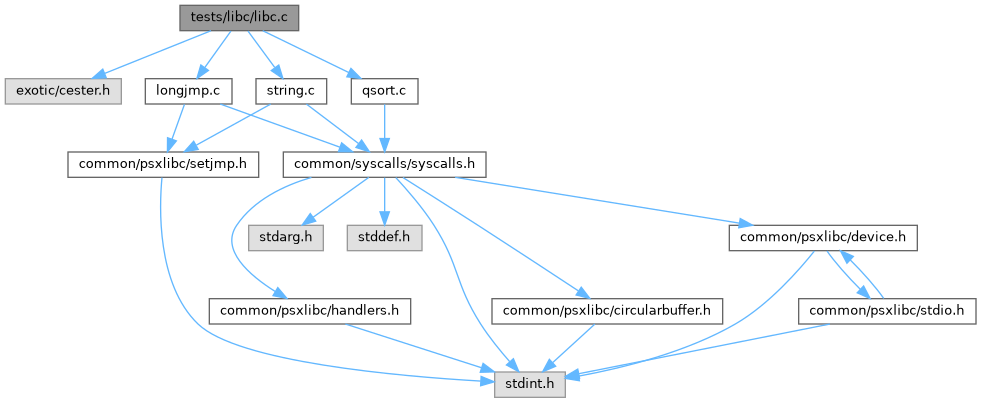 tests/libc/libc.c
exotic/cester.h
longjmp.c
string.c
qsort.c
common/psxlibc/setjmp.h
common/syscalls/syscalls.h
stdarg.h
stddef.h
common/psxlibc/device.h
common/psxlibc/handlers.h
common/psxlibc/circularbuffer.h
common/psxlibc/stdio.h
stdint.h